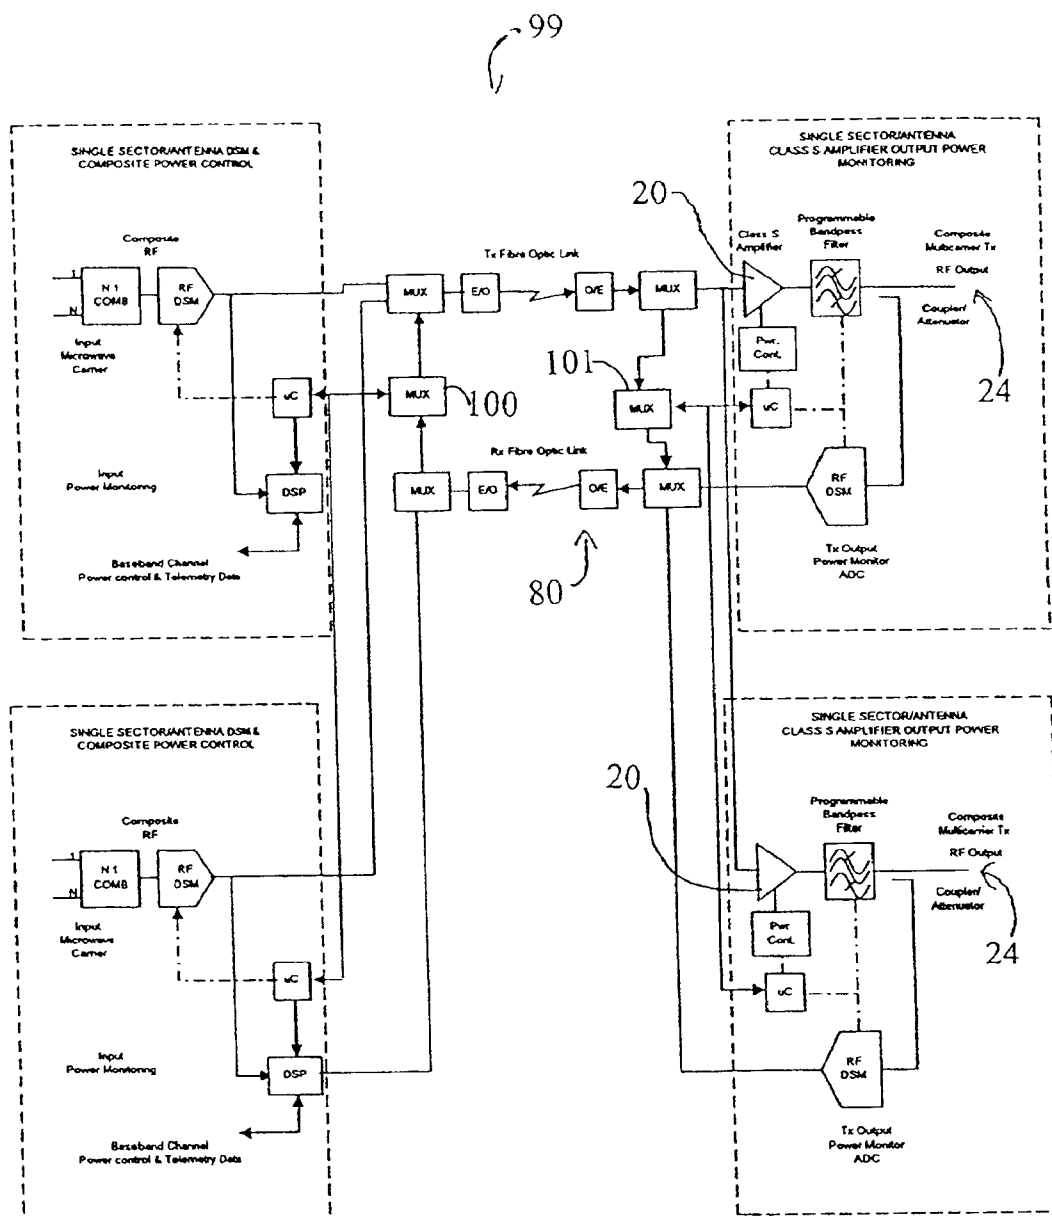 99
SINGLE SECTOR/ANTENNA DSM &
COMPOSITE POWER CONTROL
Composite
RF
1
N
N 1
COMB
RF
DSM
Input
Microwave
Carrier
uC
Input
Power Monitoring
DSP
Baseband Channel
Power control & Telemetry Data
Tx Fibre Optic Link
MUX
E/O
O/E
MUX
MUX
100
101
MUX
Rx Fibre Optic Link
MUX
E/O
O/E
MUX
80
SINGLE SECTOR/ANTENNA
CLASS S AMPLIFIER OUTPUT POWER
MONITORING
20
Class S
Amplifier
Programmable
Bandpass
Filter
Composite
Multicarrier Tx
RF Output
Coupler/
Attenuator
24
Pwr.
Cont.
uC
RF
DSM
Tx Output
Power Monitor
ADC
SINGLE SECTOR/ANTENNA DSM &
COMPOSITE POWER CONTROL
Composite
RF
1
N
N 1
COMB
RF
DSM
Input
Microwave
Carrier
uC
Input
Power Monitoring
DSP
Baseband Channel
Power control & Telemetry Data
SINGLE SECTOR/ANTENNA
CLASS S AMPLIFIER OUTPUT POWER
MONITORING
20
Programmable
Bandpass
Filter
Composite
Multicarrier Tx
RF Output
Coupler/
Attenuator
24
Pwr
Cont.
uC
RF
DSM
Tx Output
Power Monitor
ADC